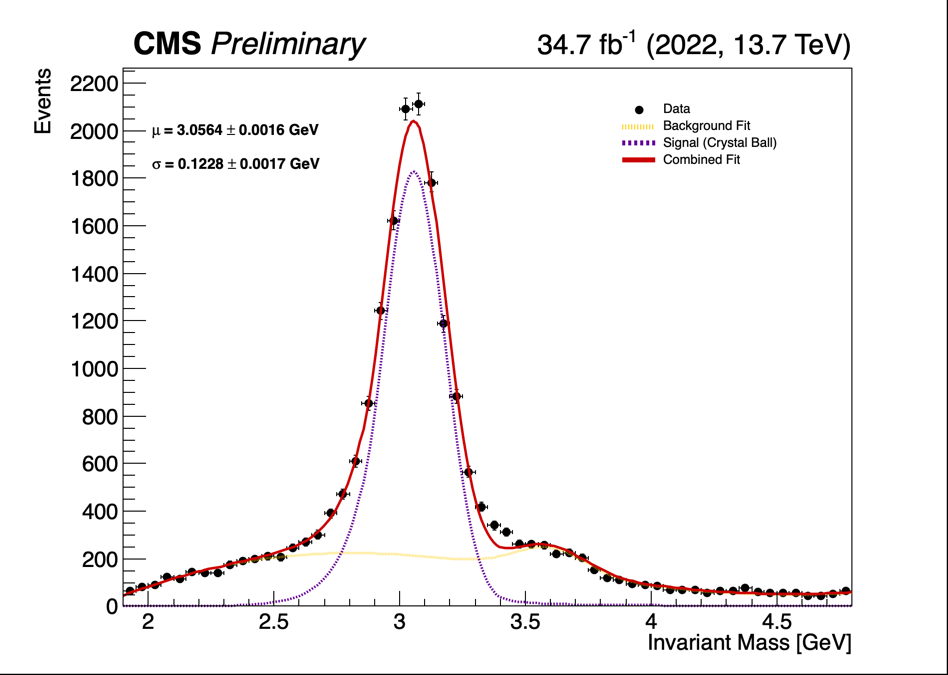 CMS Preliminary
34.7 fb⁻¹ (2022, 13.7 TeV)
Events
2200
2000
1800
1600
1400
1200
1000
800
600
400
200
0
μ = 3.0564 ± 0.0016 GeV
σ = 0.1228 ± 0.0017 GeV
Data
Background Fit
Signal (Crystal Ball)
Combined Fit
2 2.5 3 3.5 4 4.5
Invariant Mass [GeV]